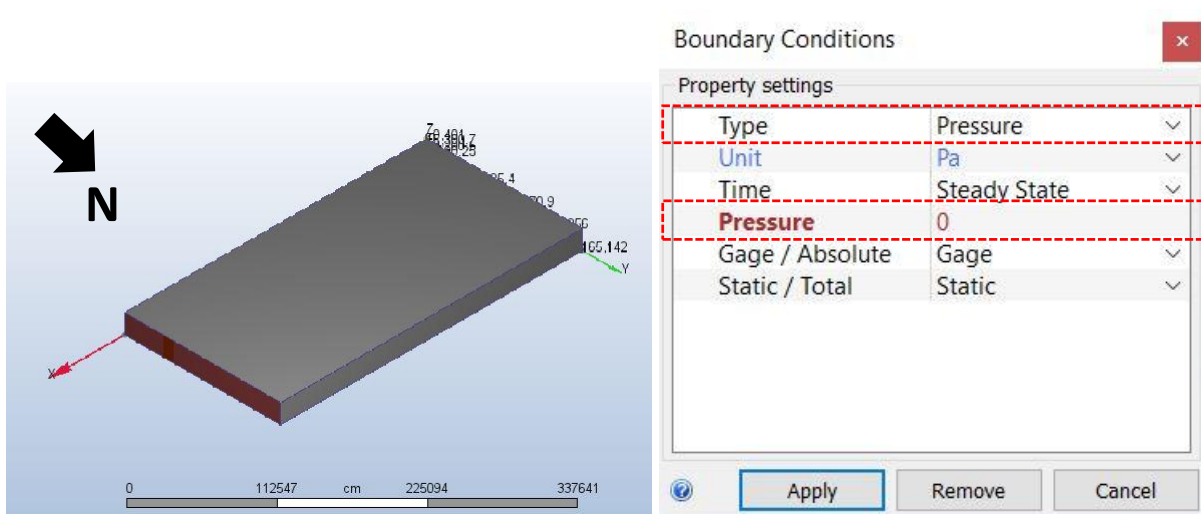 N
165.142
Y
X
0 112547 cm 225094 337641
Boundary Conditions
Property settings
Type Pressure
Unit Pa
Time Steady State
Pressure 0
Gage / Absolute Gage
Static / Total Static
Apply Remove Cancel